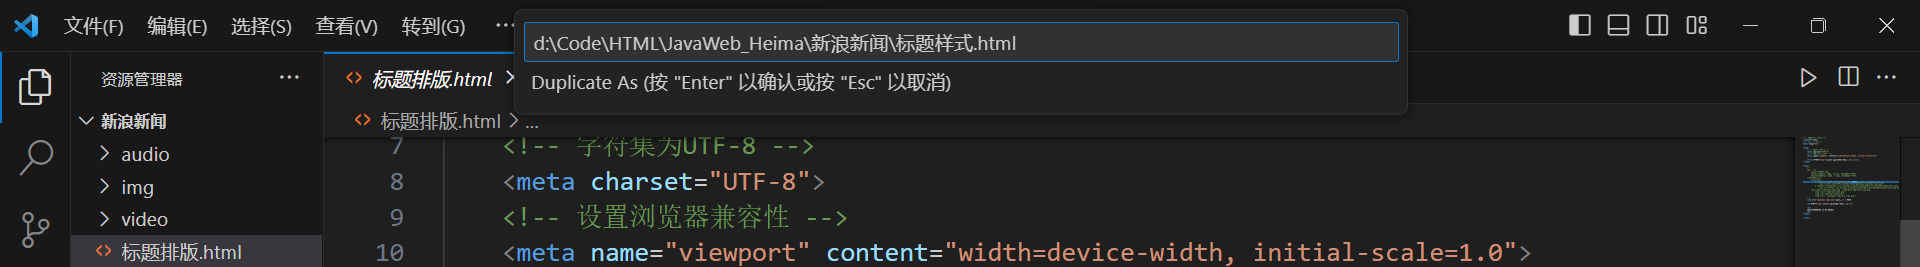 文件(F) 编辑(E) 选择(S) 查看(V) 转到(G) ···
d:\Code\HTML\JavaWeb_Heima\新浪新闻\标题样式.html
Duplicate As (按 "Enter" 以确认或按 "Esc" 以取消)
资源管理器 ···
新浪新闻
audio
img
video
标题排版.html
标题排版.html
标题排版.html > ...
7 <!-- 字符集为UTF-8 -->
8 <meta charset="UTF-8">
9 <!-- 设置浏览器兼容性 -->
10 <meta name="viewport" content="width=device-width, initial-scale=1.0">